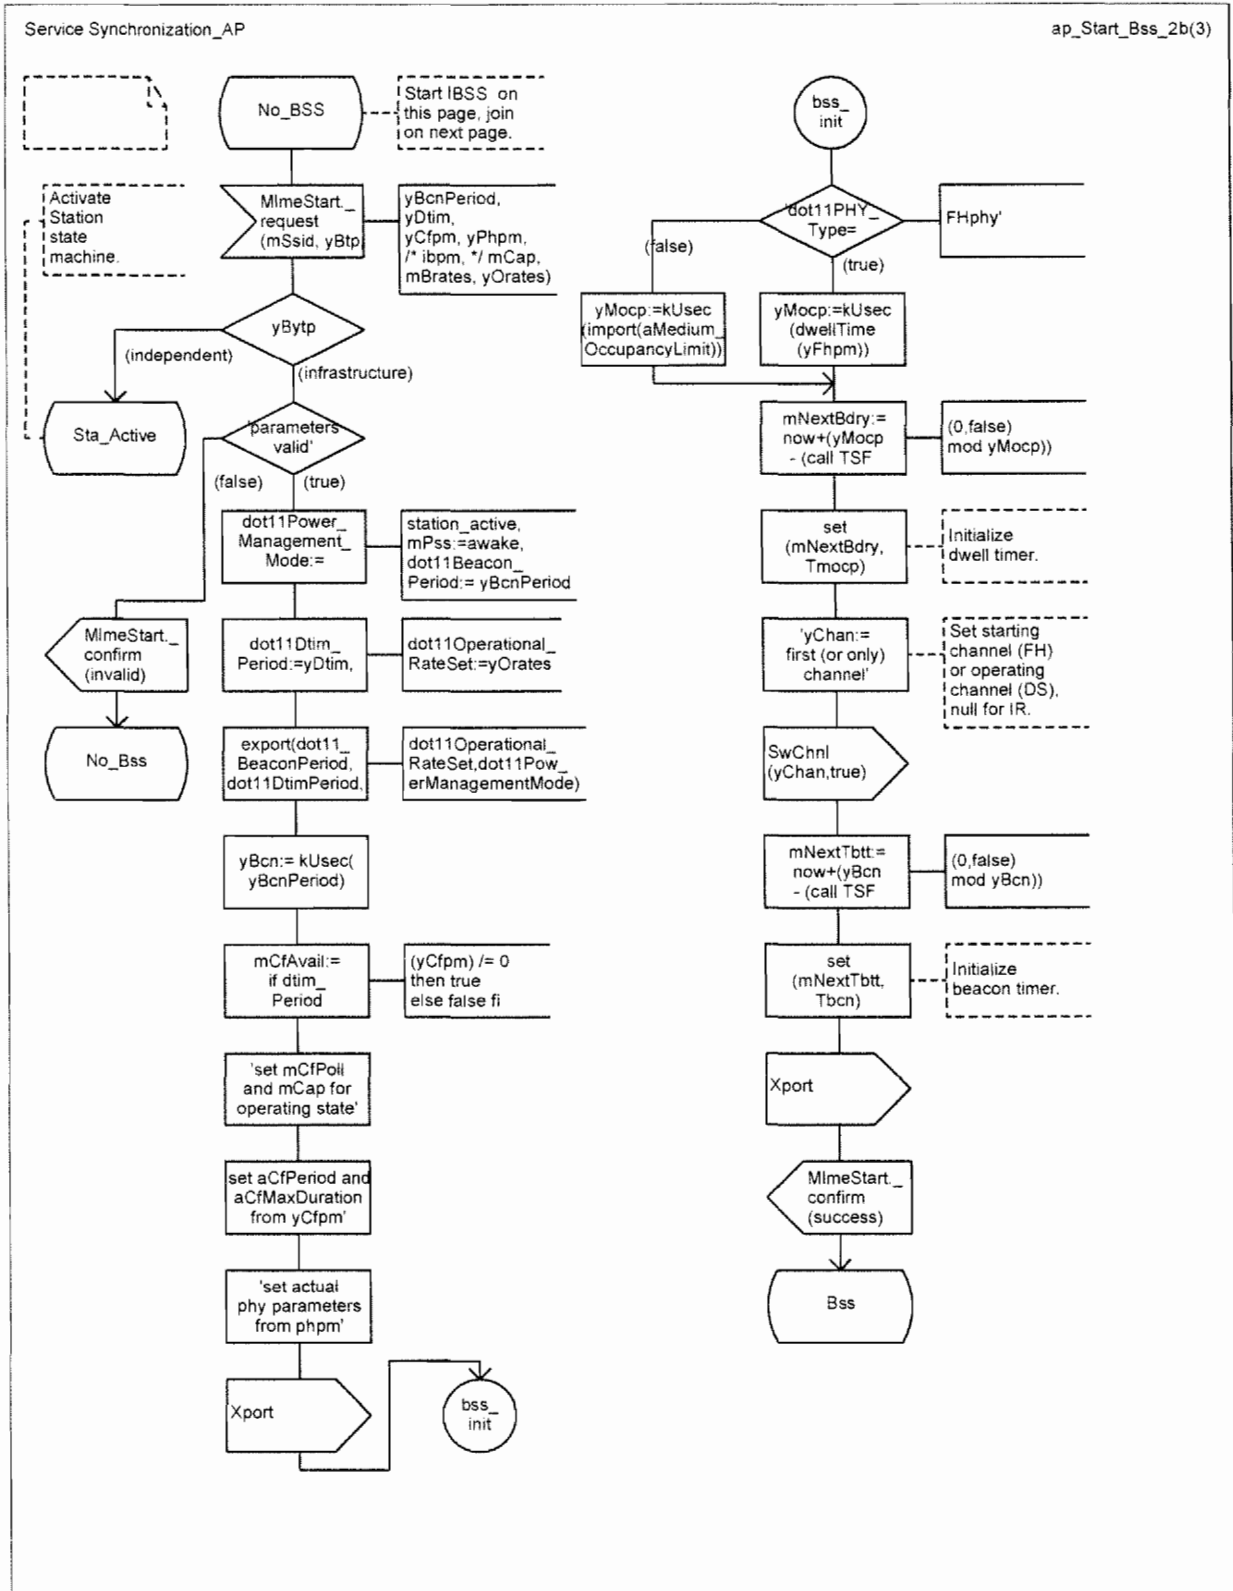 Service Synchronization_AP
ap_Start_Bss_2b(3)
No_BSS
Start IBSS on
this page, join
on next page.
Activate
Station
state
machine.
MlmeStart._
request
(mSsid, yBtp,
yBcnPeriod,
yDtim,
yCfpm, yPhpm,
/* ibpm, */ mCap,
mBrates, yOrates)
yBytp
(independent)
(infrastructure)
Sta_Active
'parameters
valid'
(false)
(true)
dot11Power_
Management_
Mode:=
station_active,
mPss:=awake,
dot11Beacon_
Period:= yBcnPeriod
MlmeStart._
confirm
(invalid)
dot11Dtim_
Period:=yDtim,
dot11Operational_
RateSet:=yOrates
No_Bss
export(dot11_
BeaconPeriod,
dot11DtimPeriod,
dot11Operational_
RateSet,dot11Pow_
erManagementMode)
yBcn:= kUsec(
yBcnPeriod)
mCfAvail:=
if dtim_
Period
(yCfpm) /= 0
then true
else false fi
'set mCfPoll
and mCap for
operating state'
set aCfPeriod and
aCfMaxDuration
from yCfpm'
'set actual
phy parameters
from phpm'
Xport
bss_
init
bss_
init
'dot11PHY_
Type=
FHphy'
(false)
(true)
yMocp:=kUsec
(import(aMedium_
OccupancyLimit))
yMocp:=kUsec
(dwellTime
(yFhpm))
mNextBdry:=
now+(yMocp
- (call TSF
(0,false)
mod yMocp))
set
(mNextBdry,
Tmocp)
Initialize
dwell timer.
'yChan:=
first (or only)
channel'
Set starting
channel (FH)
or operating
channel (DS),
null for IR.
SwChnl
(yChan,true)
mNextTbtt:=
now+(yBcn
- (call TSF
(0,false)
mod yBcn))
set
(mNextTbtt,
Tbcn)
Initialize
beacon timer.
Xport
MlmeStart._
confirm
(success)
Bss